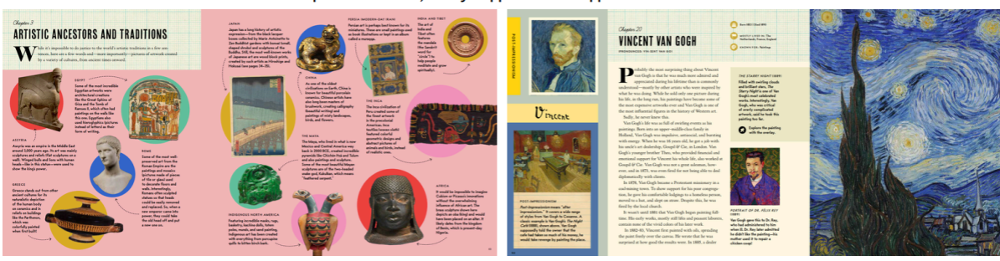 Chapter 3
ARTISTIC ANCESTORS AND TRADITIONS
While it's impossible to do justice to the world's artistic traditions in a few sen-
tences, here are a few words and—more importantly—pictures of artwork created
by a variety of cultures, from ancient times onward.
EGYPT
Some of the most incredible
Egyptian artworks were
architectural creations
like the Great Sphinx of
Giza and the Tomb of
Ramses II, which often had
paintings on the walls like
this one. Egyptians also
used hieroglyphics (pictures
instead of letters) as their
form of writing.
ASSYRIA
Assyria was an empire in the Middle East
around 3,000 years ago. Its art was mainly
sculptures and reliefs that
Winged bulls and lions with human
heads—like in this statue—were used to
show the king's power.
ROME
Some of the most well-
preserved art from the
Roman Empire are the
paintings and mosaics
(pictures made of pieces
of tile or glass) used
to decorate floors and
walls. Interestingly,
Romans often sculpted
statues so that heads
could be easily removed
and replaced. So, when a
new emperor came into
power, they could take
the old head off and put
a new one on.
GREECE
Greece stands out from other
ancient cultures for its
naturalistic depiction
of the human body
on ceramics and in
reliefs on buildings
like the Parthenon,
which was
colorfully painted
when first built!
JAPAN
Japan has a long history of artistic
expression—from the black lacquer
boxes collected by Marie Antoinette to
Zen Buddhist gardens with bonsai (small,
shaped shrubs) and sculptures of the
Buddha. Still, the most well-known works
of Japanese art are wood block prints,
created by such artists as Hiroshige and
Hokusai (see pages 34–35).
PERSIA (MODERN-DAY IRAN)
Persian art is perhaps best known for its
miniatures. These are small paintings used
as book illustrations or kept in an album
called a muraqqa.
INDIA AND TIBET
The art of
India and
Tibet often
features
the mandala
(the Sanskrit
word for
"circle") to
help people
meditate and grow
spiritually.
CHINA
As one of the oldest
civilizations on Earth, China is
known for beautiful porcelain
ceramics. Chinese artists have
also long been masters of
brushwork, creating calligraphy
(beautiful writing) and
paintings of misty landscapes,
birds, and flowers.
THE INCA
The Inca civilization of
Peru created some of
the finest artwork
in the precolonial
Americas. Inca
textiles (woven cloth)
featured colorful
geometric designs and
abstract pictures of
animals and birds, instead
of realistic ones.
THE MAYA
The Maya, who lived in what is now
Mexico and Central America way
back in 2000 BCE, created incredible
pyramids like Chichén Itzá and Tulum
and also paintings and sculpture.
Some of the most beautiful Mayan
sculptures are of the two-headed
snake god, Kukulkan, which means
"feathered serpent."
INDIGENOUS NORTH AMERICA
Featuring incredible masks, rugs,
basketry, beehive dolls, totem
poles, murals, and sand painting,
Indigenous art has been created
with everything from porcupine
quills to bitten birch bark.
AFRICA
It would be impossible to imagine
Cubism or Picasso's innovations
without the overwhelming
influence of African art. The
brass sculpture shown here
depicts an oba (king) and would
have been placed on an altar. It
likely dates from the kingdom
of Benin, which is present-day
Nigeria.
POST-IMPRESSIONISM
Vincent
POST-IMPRESSIONISM
Post-Impressionism means "after
Impressionism." It covers a wide range
of styles from Van Gogh to Cezanne. A
classic example is Van Gogh's The Night
Café (1888), shown above. Van Gogh
supposedly told the owner that the
café had taken so much of his money, he
would take revenge by painting the place.
Chapter 20
VINCENT VAN GOGH
Born 1853 / Died 1890
MOSTLY LIVED IN: The
Netherlands, France, England
KNOWN FOR: Paintings
Probably the most surprising thing about Vincent
van Gogh is that he was much more admired and
appreciated during his lifetime than is commonly
understood—mostly by other artists who were inspired by
what he was doing. While he sold only one picture during
his life, in the long run, his paintings have become some of
the most expensive artworks ever and Van Gogh is one of
the most influential figures in the history of Western art.
Sadly, he never knew this.
Van Gogh's life was as full of swirling events as his
paintings. Born into an upper-middle-class family in
Holland, Van Gogh was impulsive, antisocial, and bursting
with energy. When he was 16 years old, he got a job with
his uncle's art dealership, Goupil & Cie, in London. Van
Gogh's younger brother Theo, who provided financial and
emotional support for Vincent his whole life, also worked at
Goupil & Cie. Van Gogh was not a great salesman, how-
ever, and in 1875, was even fired for not being able to deal
diplomatically with clients.
In 1878, Vincent became a Protestant missionary in a
coal-mining town. To show support for his poor congrega-
tion, he gave his comfortable lodgings to a homeless person,
moved to a hut, and slept on straw. Despite this, he was
fired by the local church.
It wasn't until 1881 that Van Gogh began painting full-
time. His early works, mostly still lifes and peasant laborers,
contain none of the vivid colors of his later work.
In 1882–83, Vincent first painted with oils, spreading
the paint freely over the canvas. He wrote that he was
surprised at how good the results were. In 1885, a dealer
THE STARRY NIGHT (1889)
Filled with swirling clouds
and brilliant stars, The
Starry Night is one of Van
Gogh's most celebrated
works. Interestingly, Van
Gogh, who was critical
of overly complicated
artwork, said he took this
painting too far.
Explore the painting
with the overlay.
PORTRAIT OF DR. FÉLIX REY
(1889)
Van Gogh gave this to Dr. Rey,
who had administered to him
when ill. Dr. Rey later admitted
he didn't like the painting—his
mother used it to repair a
chicken coop!